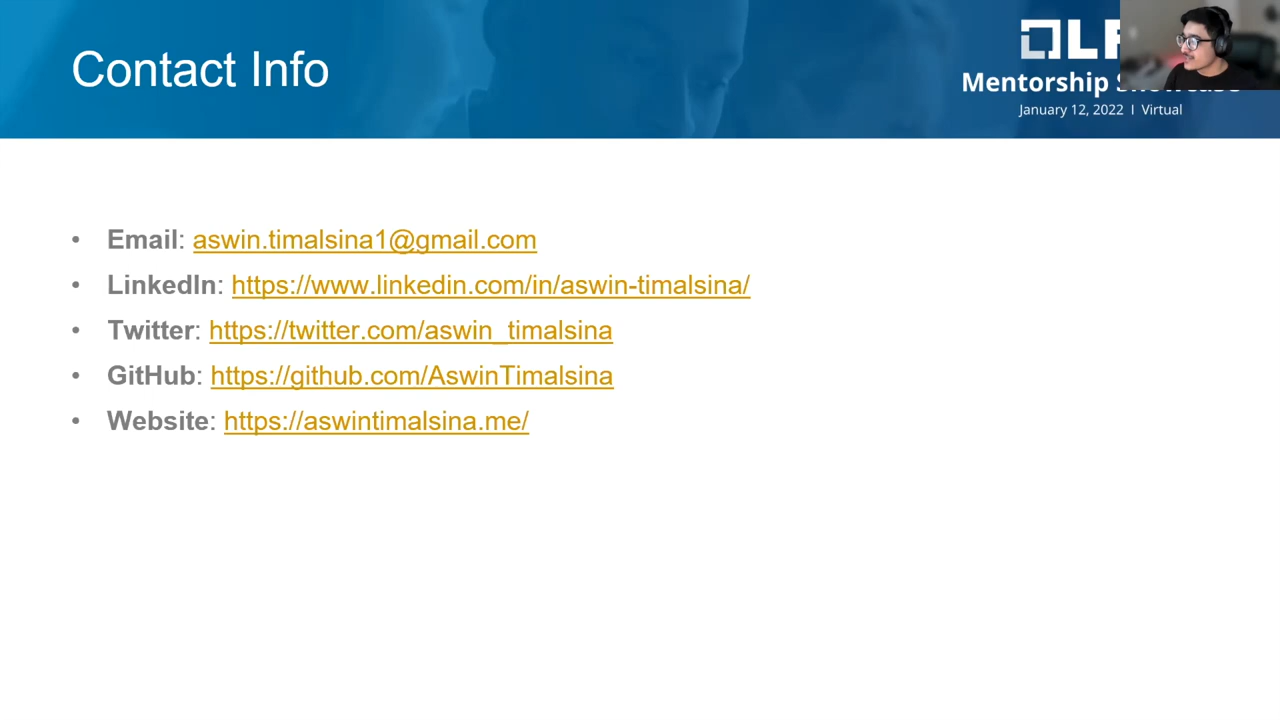 Contact Info
LF
Mentorship Showcase
January 12, 2022 | Virtual
• Email: aswin.timalsina1@gmail.com
• LinkedIn: https://www.linkedin.com/in/aswin-timalsina/
• Twitter: https://twitter.com/aswin_timalsina
• GitHub: https://github.com/AswinTimalsina
• Website: https://aswintimalsina.me/